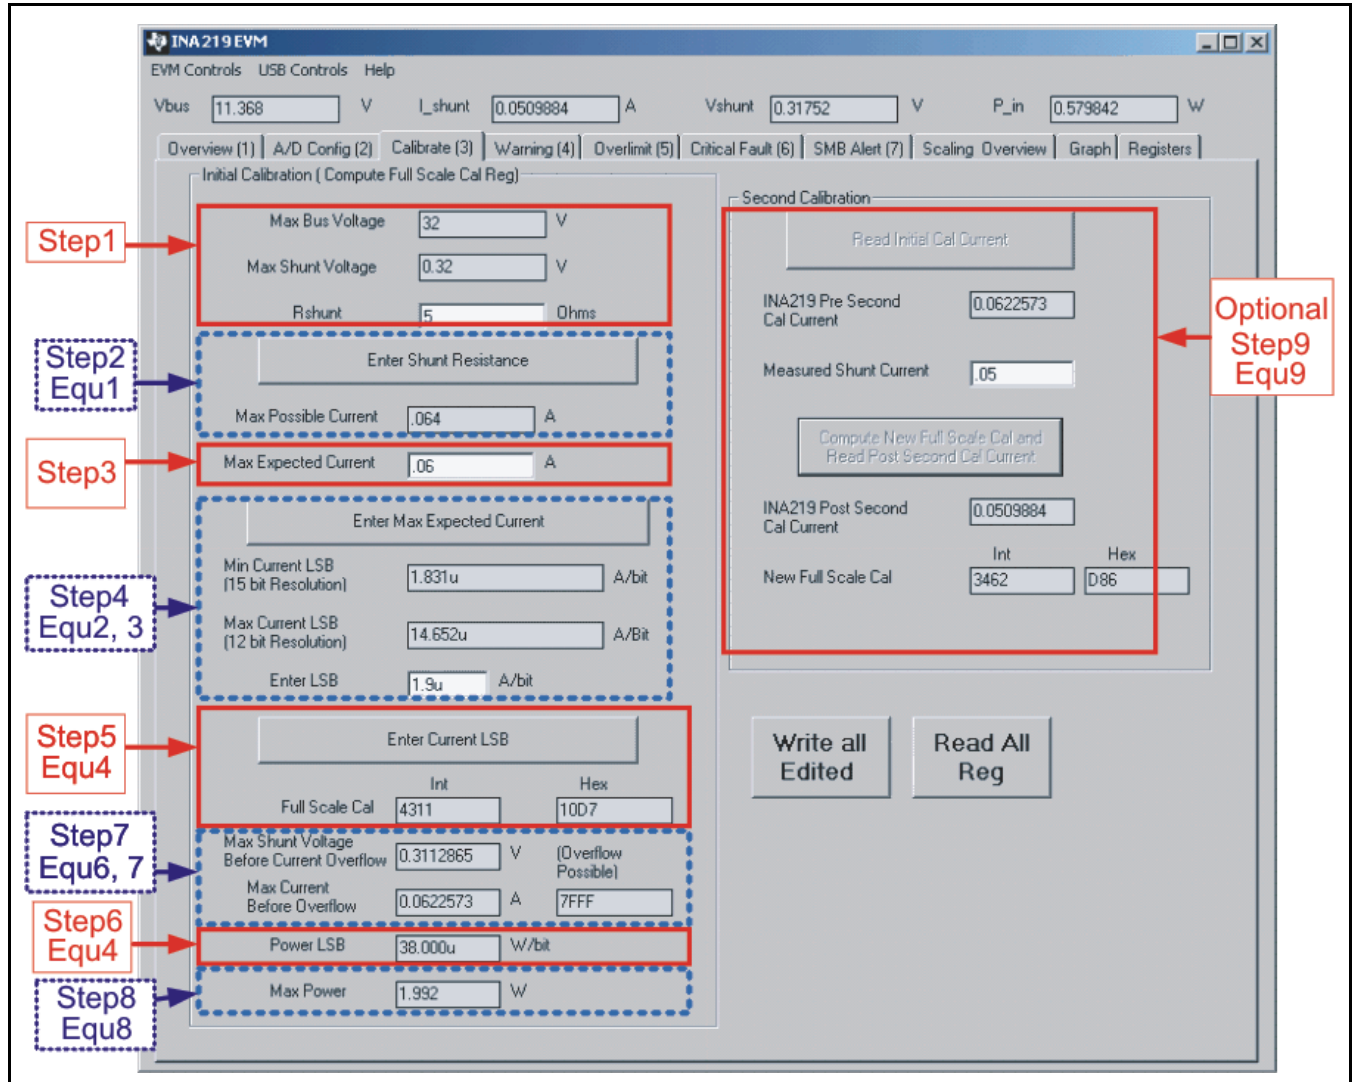 INA219EVM
EVM Controls USB Controls Help
Vbus 11.368 V I_shunt 0.0509884 A Vshunt 0.31752 V P_in 0.579842 W
Overview (1) A/D Config (2) Calibrate (3) Warning (4) Overlimit (5) Critical Fault (6) SMB Alert (7) Scaling Overview Graph Registers
Initial Calibration ( Compute Full Scale Cal Reg)
Step1
Max Bus Voltage 32 V
Max Shunt Voltage 0.32 V
Rshunt 5 Ohms
Step2
Equ1
Enter Shunt Resistance
Max Possible Current .064 A
Step3
Max Expected Current .06 A
Enter Max Expected Current
Step4
Equ2, 3
Min Current LSB
(15 bit Resolution) 1.831u A/bit
Max Current LSB
(12 bit Resolution) 14.652u A/Bit
Enter LSB 1.9u A/bit
Step5
Equ4
Enter Current LSB
Int Hex
Full Scale Cal 4311 10D7
Step7
Equ6, 7
Max Shunt Voltage
Before Current Overflow 0.3112865 V (Overflow
Possible)
Max Current
Before Overflow 0.0622573 A 7FFF
Step6
Equ4
Power LSB 38.000u W/bit
Step8
Equ8
Max Power 1.992 W
Second Calibration
Read Initial Cal Current
INA219 Pre Second
Cal Current 0.0622573
Measured Shunt Current .05
Compute New Full Scale Cal and
Read Post Second Cal Current
INA219 Post Second
Cal Current 0.0509884
Int Hex
New Full Scale Cal 3462 D86
Optional
Step9
Equ9
Write all
Edited
Read All
Reg